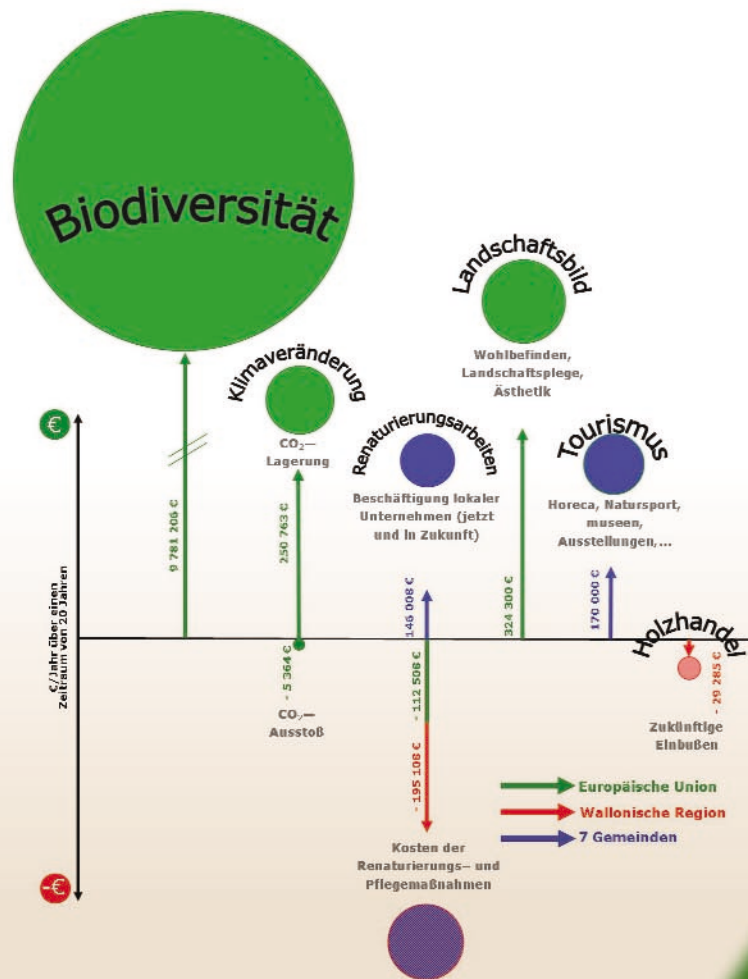 Biodiversität
Landschaftsbild
Wohlbefinden,
Landschaftsplege,
Ästhetik
Klimaveränderung
CO₂—
Lagerung
Renaturierungsarbeiten
Beschäftigung lokaler
Unternehmen (jetzt
und in Zukunft)
Tourismus
Horeca, Natursport,
museen,
Ausstellungen,...
€
9 781 206 €
250 763 €
146 008 €
324 300 €
170 000 €
€/Jahr über einen
Zeitraum von 20 Jahren
Holzhandel
- 5 364 €
- 112 508 €
- 29 285 €
CO₂—
Ausstoß
Zukünftige
Einbußen
- 195 108 €
Europäische Union
Wallonische Region
7 Gemeinden
Kosten der
Renaturierungs— und
Pflegemaßnahmen
-€